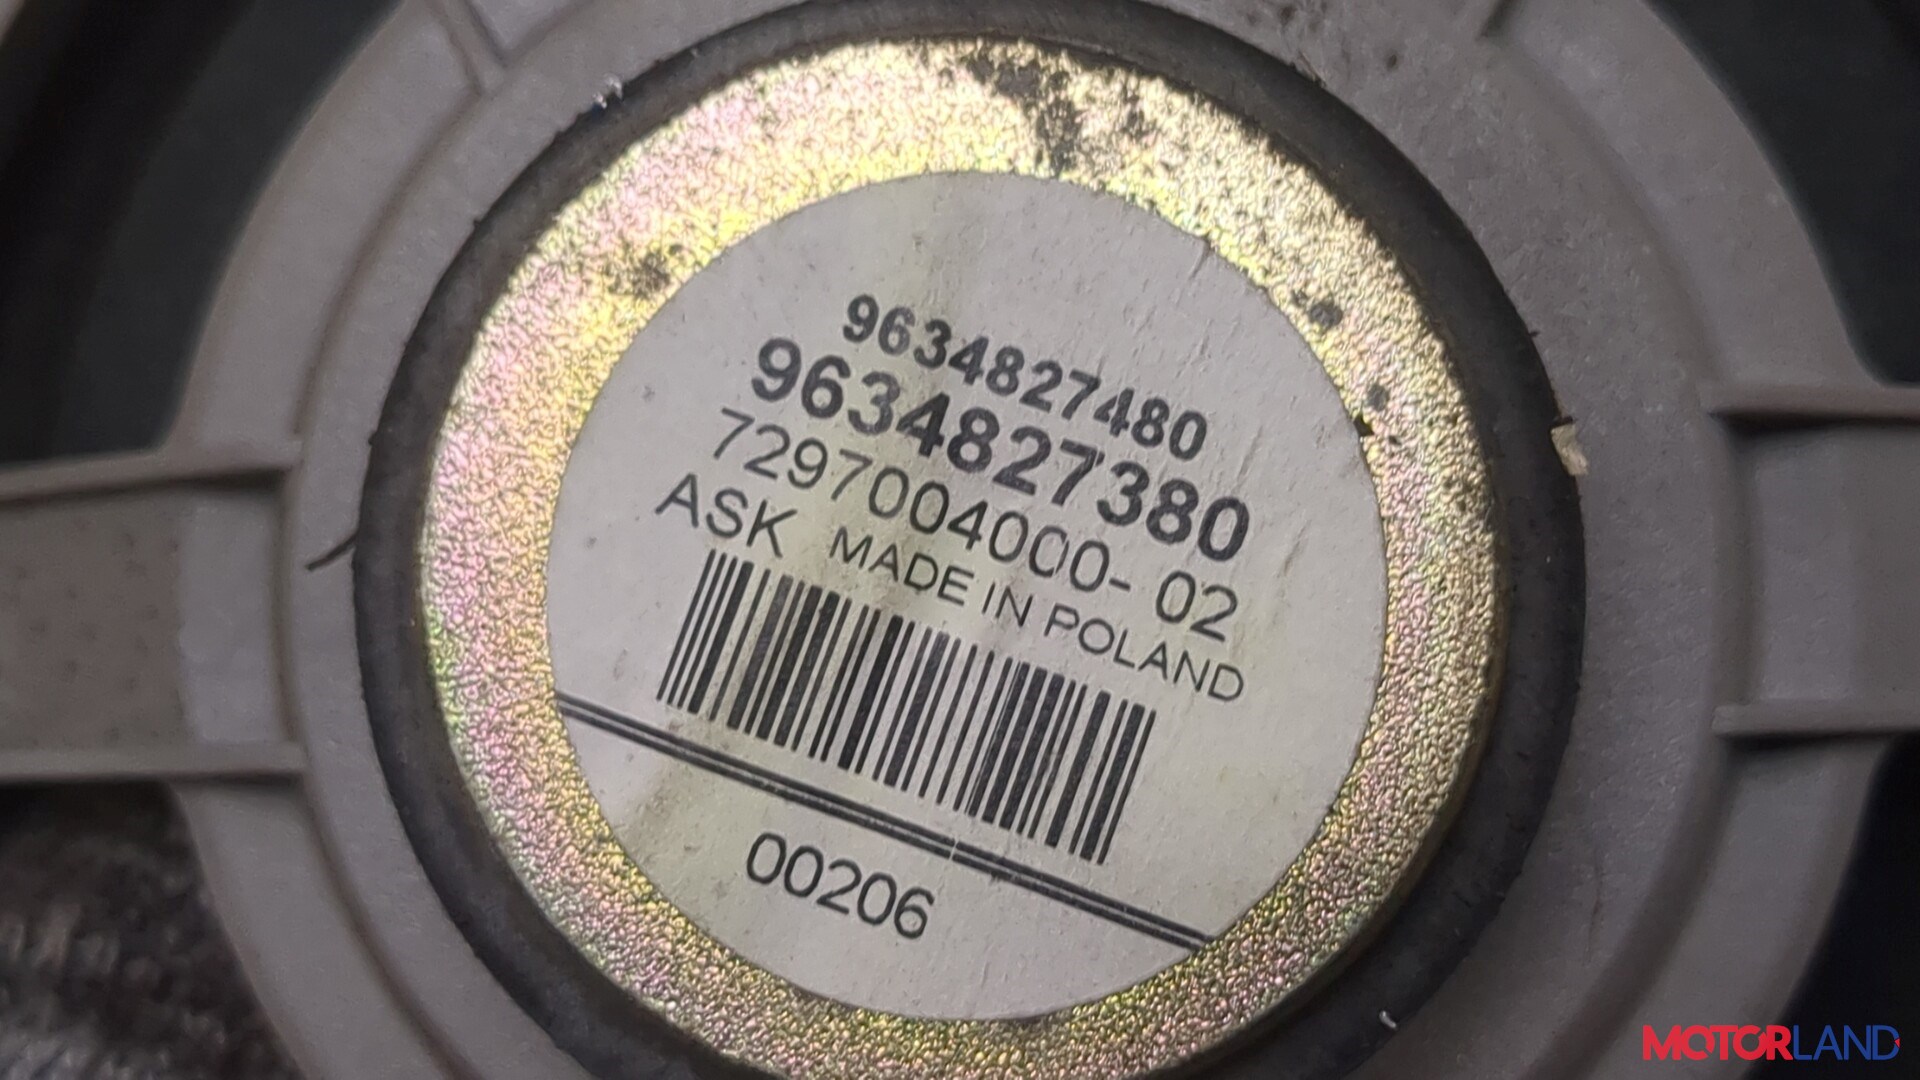 9634827480
9634827380
7297004000- 02
ASK MADE IN POLAND
00206
MOTORLAND